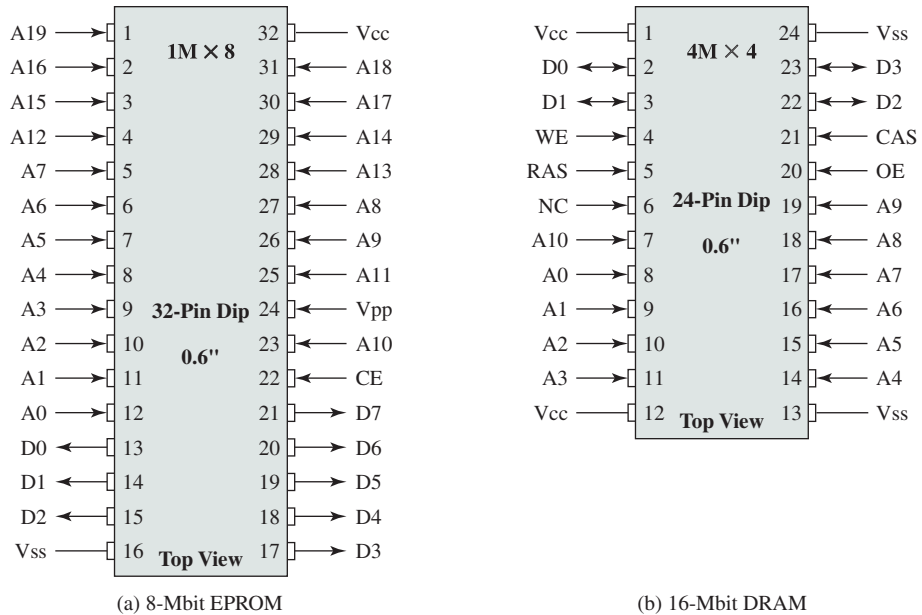 A19 1 1M × 8 32 Vcc
A16 2 31 A18
A15 3 30 A17
A12 4 29 A14
A7 5 28 A13
A6 6 27 A8
A5 7 26 A9
A4 8 25 A11
A3 9 32-Pin Dip 24 Vpp
A2 10 0.6" 23 A10
A1 11 22 CE
A0 12 21 D7
D0 13 20 D6
D1 14 19 D5
D2 15 18 D4
Vss 16 Top View 17 D3
(a) 8-Mbit EPROM
Vcc 1 4M × 4 24 Vss
D0 2 23 D3
D1 3 22 D2
WE 4 21 CAS
RAS 5 20 OE
NC 6 24-Pin Dip 19 A9
A10 7 0.6" 18 A8
A0 8 17 A7
A1 9 16 A6
A2 10 15 A5
A3 11 14 A4
Vcc 12 Top View 13 Vss
(b) 16-Mbit DRAM